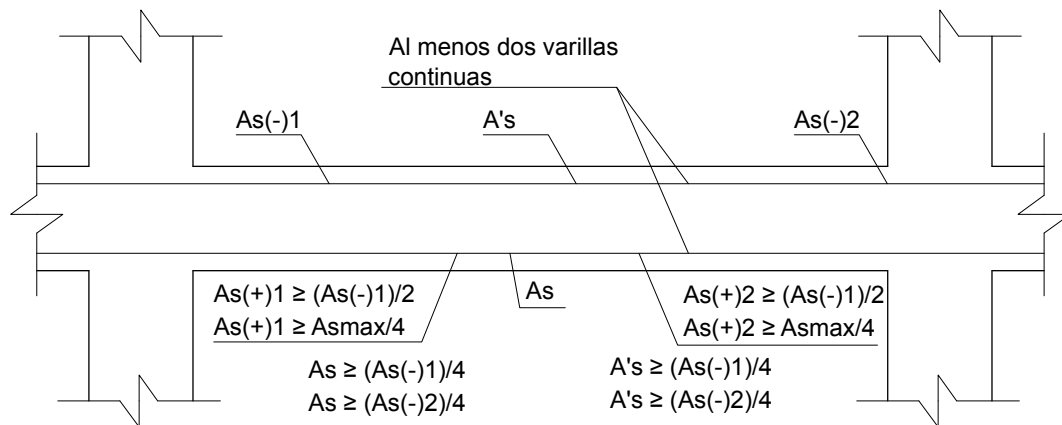 Al menos dos varillas
continuas
As(-)1
A's
As(-)2
As(+)1 ≥ (As(-)1)/2
As(+)1 ≥ Asmax/4
As
As(+)2 ≥ (As(-)1)/2
As(+)2 ≥ Asmax/4
As ≥ (As(-)1)/4
As ≥ (As(-)2)/4
A's ≥ (As(-)1)/4
A's ≥ (As(-)2)/4